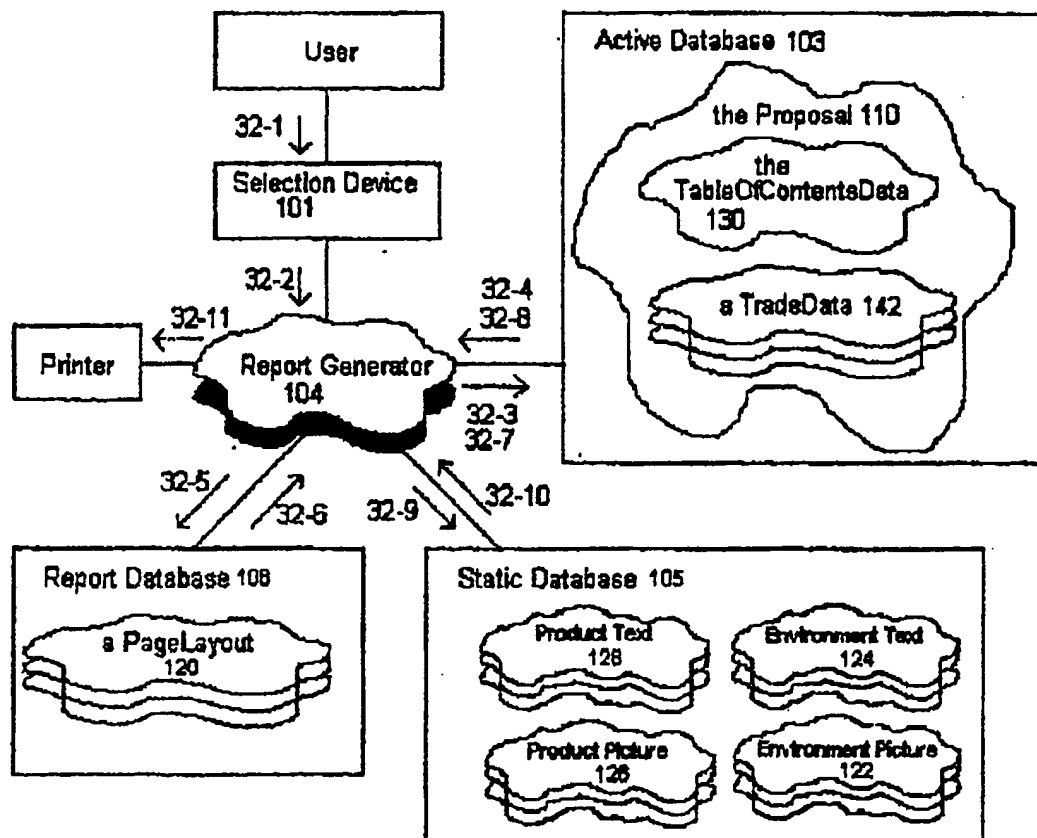 User
32-1
Selection Device
101
32-2
32-11
Printer
Report Generator
104
32-4
32-8
32-3
32-7
Active Database 103
the Proposal 110
the
TableOfContentsData
130
a TradeData 142
32-5
32-6
32-9
32-10
Report Database 108
a PageLayout
120
Static Database 105
Product Text
128
Environment Text
124
Product Picture
126
Environment Picture
122